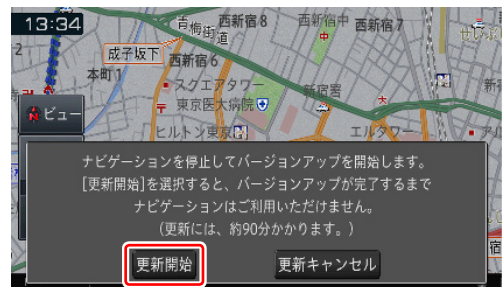 13:34
青梅街道
西新宿8
西新宿中
西新宿7
2
成子坂下
西新宿6
本町1
スクエアタワー
新宿署
東京医大病院
ビュー
ヒルトン東京
エルタワー
ナビゲーションを停止してバージョンアップを開始します。
[更新開始]を選択すると、バージョンアップが完了するまで
ナビゲーションはご利用いただけません。
(更新には、約90分かかります。)
宿
更新開始
更新キャンセル